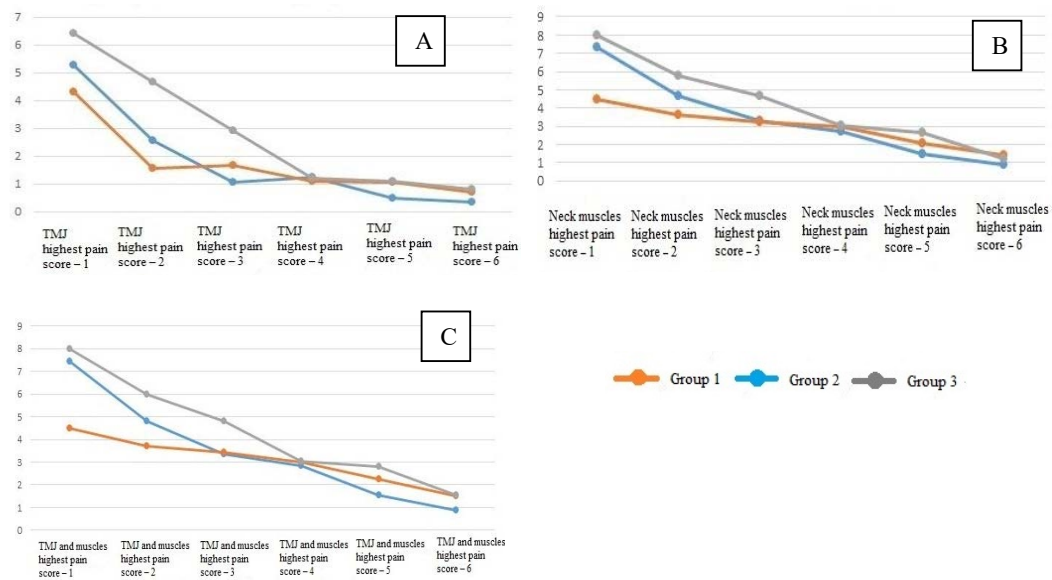 A
7
6
5
4
3
2
1
0
TMJ highest pain score – 1
TMJ highest pain score – 2
TMJ highest pain score – 3
TMJ highest pain score – 4
TMJ highest pain score – 5
TMJ highest pain score – 6
B
9
8
7
6
5
4
3
2
1
0
Neck muscles highest pain score – 1
Neck muscles highest pain score – 2
Neck muscles highest pain score – 3
Neck muscles highest pain score – 4
Neck muscles highest pain score – 5
Neck muscles highest pain score – 6
C
9
8
7
6
5
4
3
2
1
0
TMJ and muscles highest pain score – 1
TMJ and muscles highest pain score – 2
TMJ and muscles highest pain score – 3
TMJ and muscles highest pain score – 4
TMJ and muscles highest pain score – 5
TMJ and muscles highest pain score – 6
Group 1
Group 2
Group 3